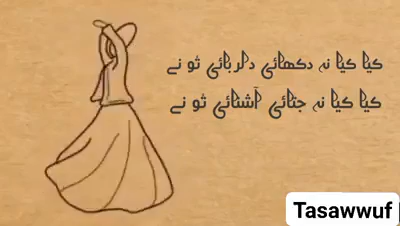 کیا کیا نہ دکھائی دلربائی تو نے
کیا کیا نہ جتائی آشنائی تو نے
Tasawwuf